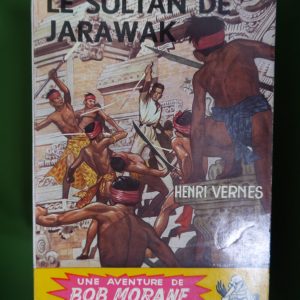 LE SULTAN DE
JARAWAK
HENRI VERNES
UNE AVENTURE DE
BOB MORANE